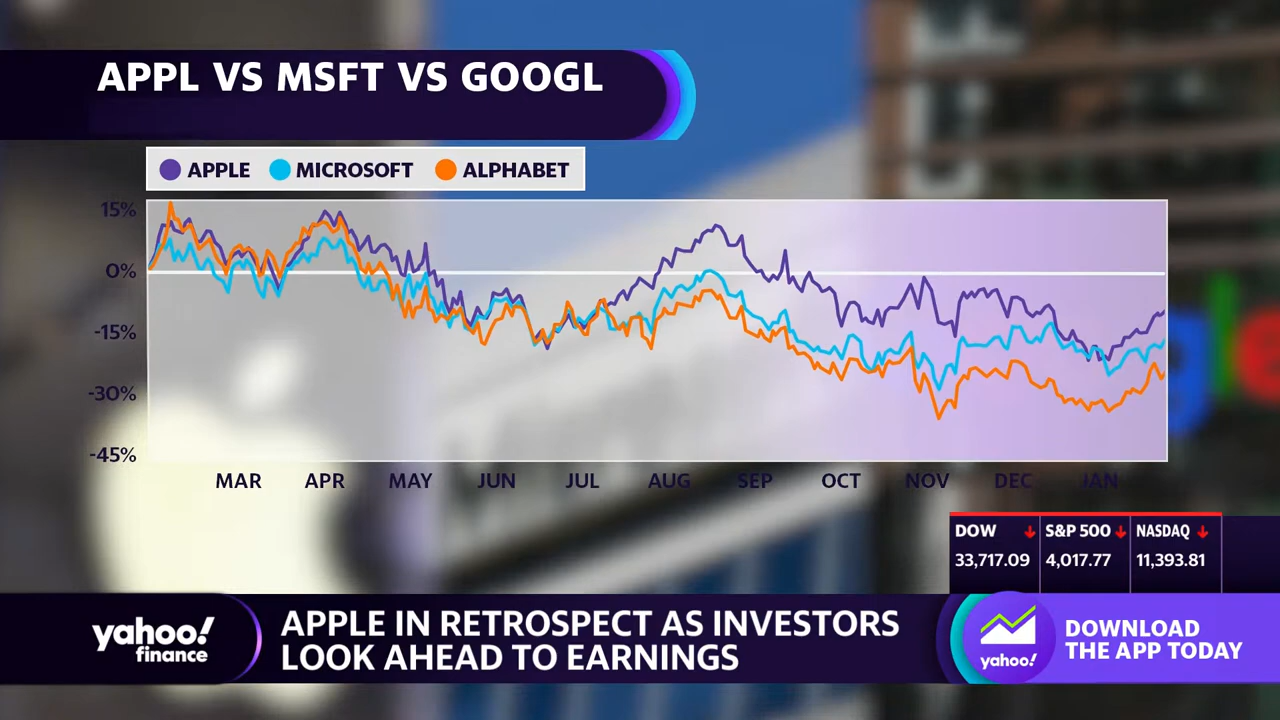 APPL VS MSFT VS GOOGL
APPLE MICROSOFT ALPHABET
15%
0%
-15%
-30%
-45%
MAR APR MAY JUN JUL AUG SEP OCT NOV DEC JAN
DOW S&P 500 NASDAQ
33,717.09 4,017.77 11,393.81
yahoo!
finance
APPLE IN RETROSPECT AS INVESTORS
LOOK AHEAD TO EARNINGS
yahoo!
DOWNLOAD
THE APP TODAY